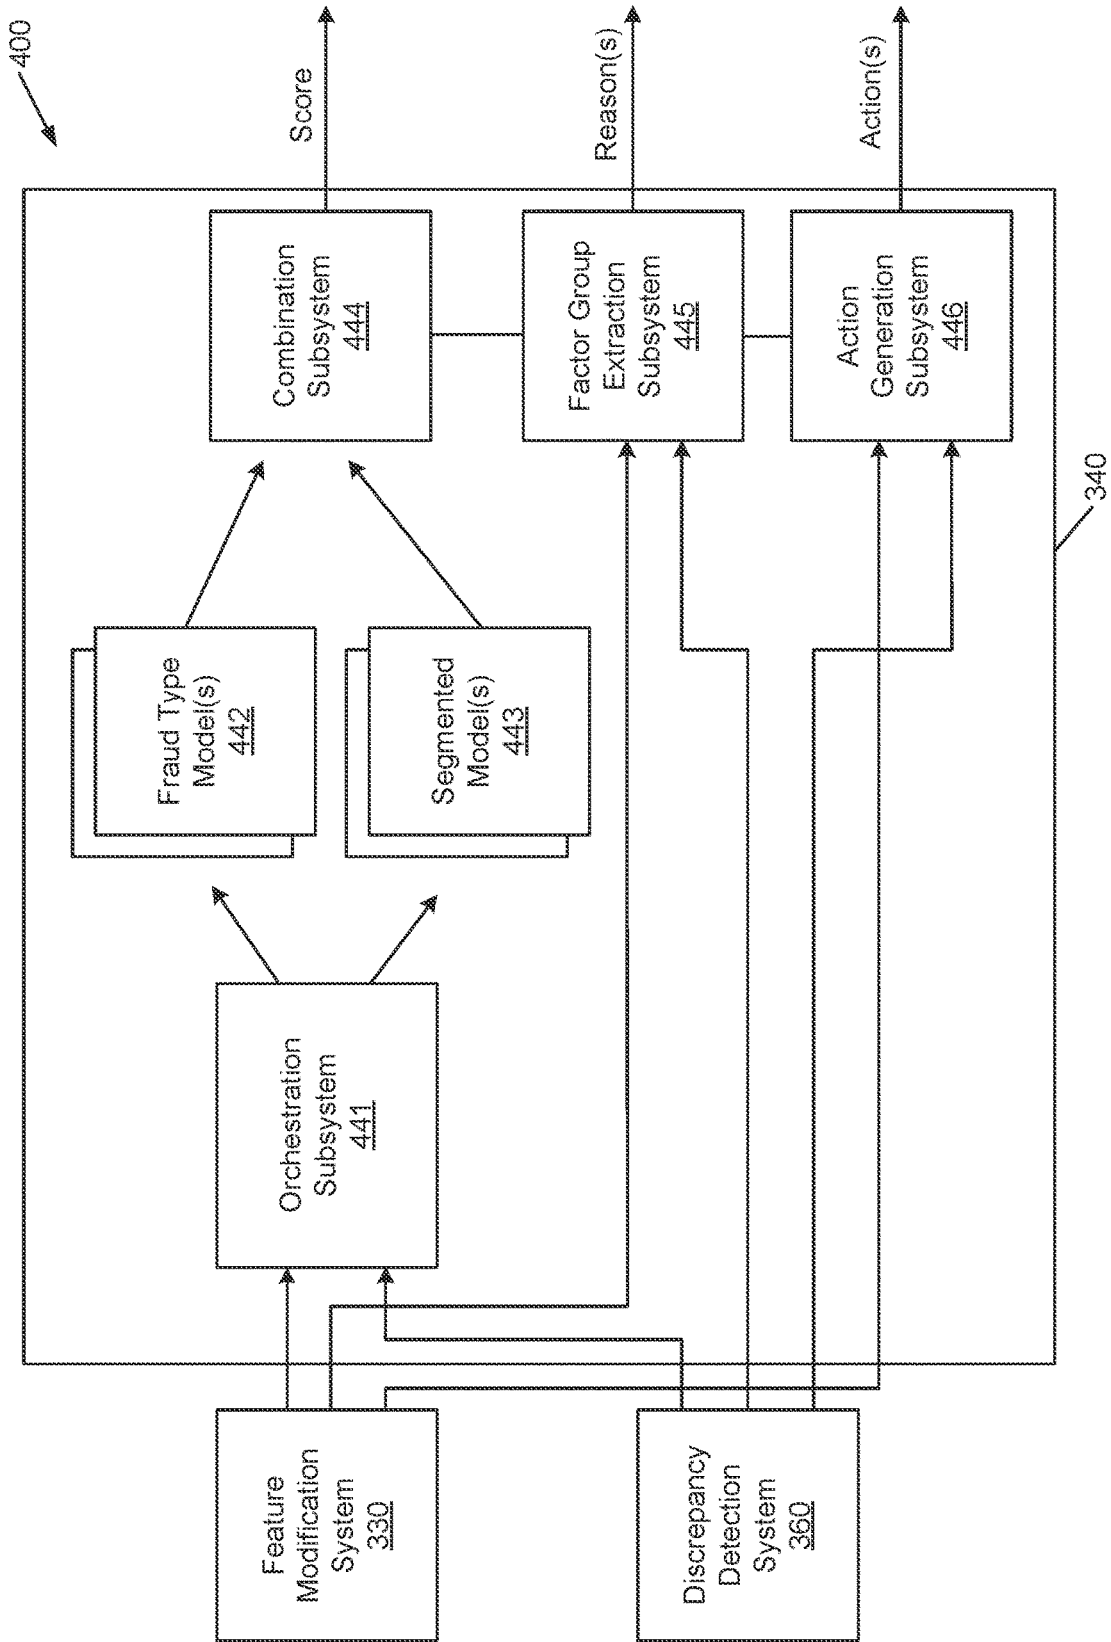 400
Feature
Modification
System
330
Discrepancy
Detection
System
360
Orchestration
Subsystem
441
Fraud Type
Model(s)
442
Segmented
Model(s)
443
Combination
Subsystem
444
Factor Group
Extraction
Subsystem
445
Action
Generation
Subsystem
446
Score
Reason(s)
Action(s)
340